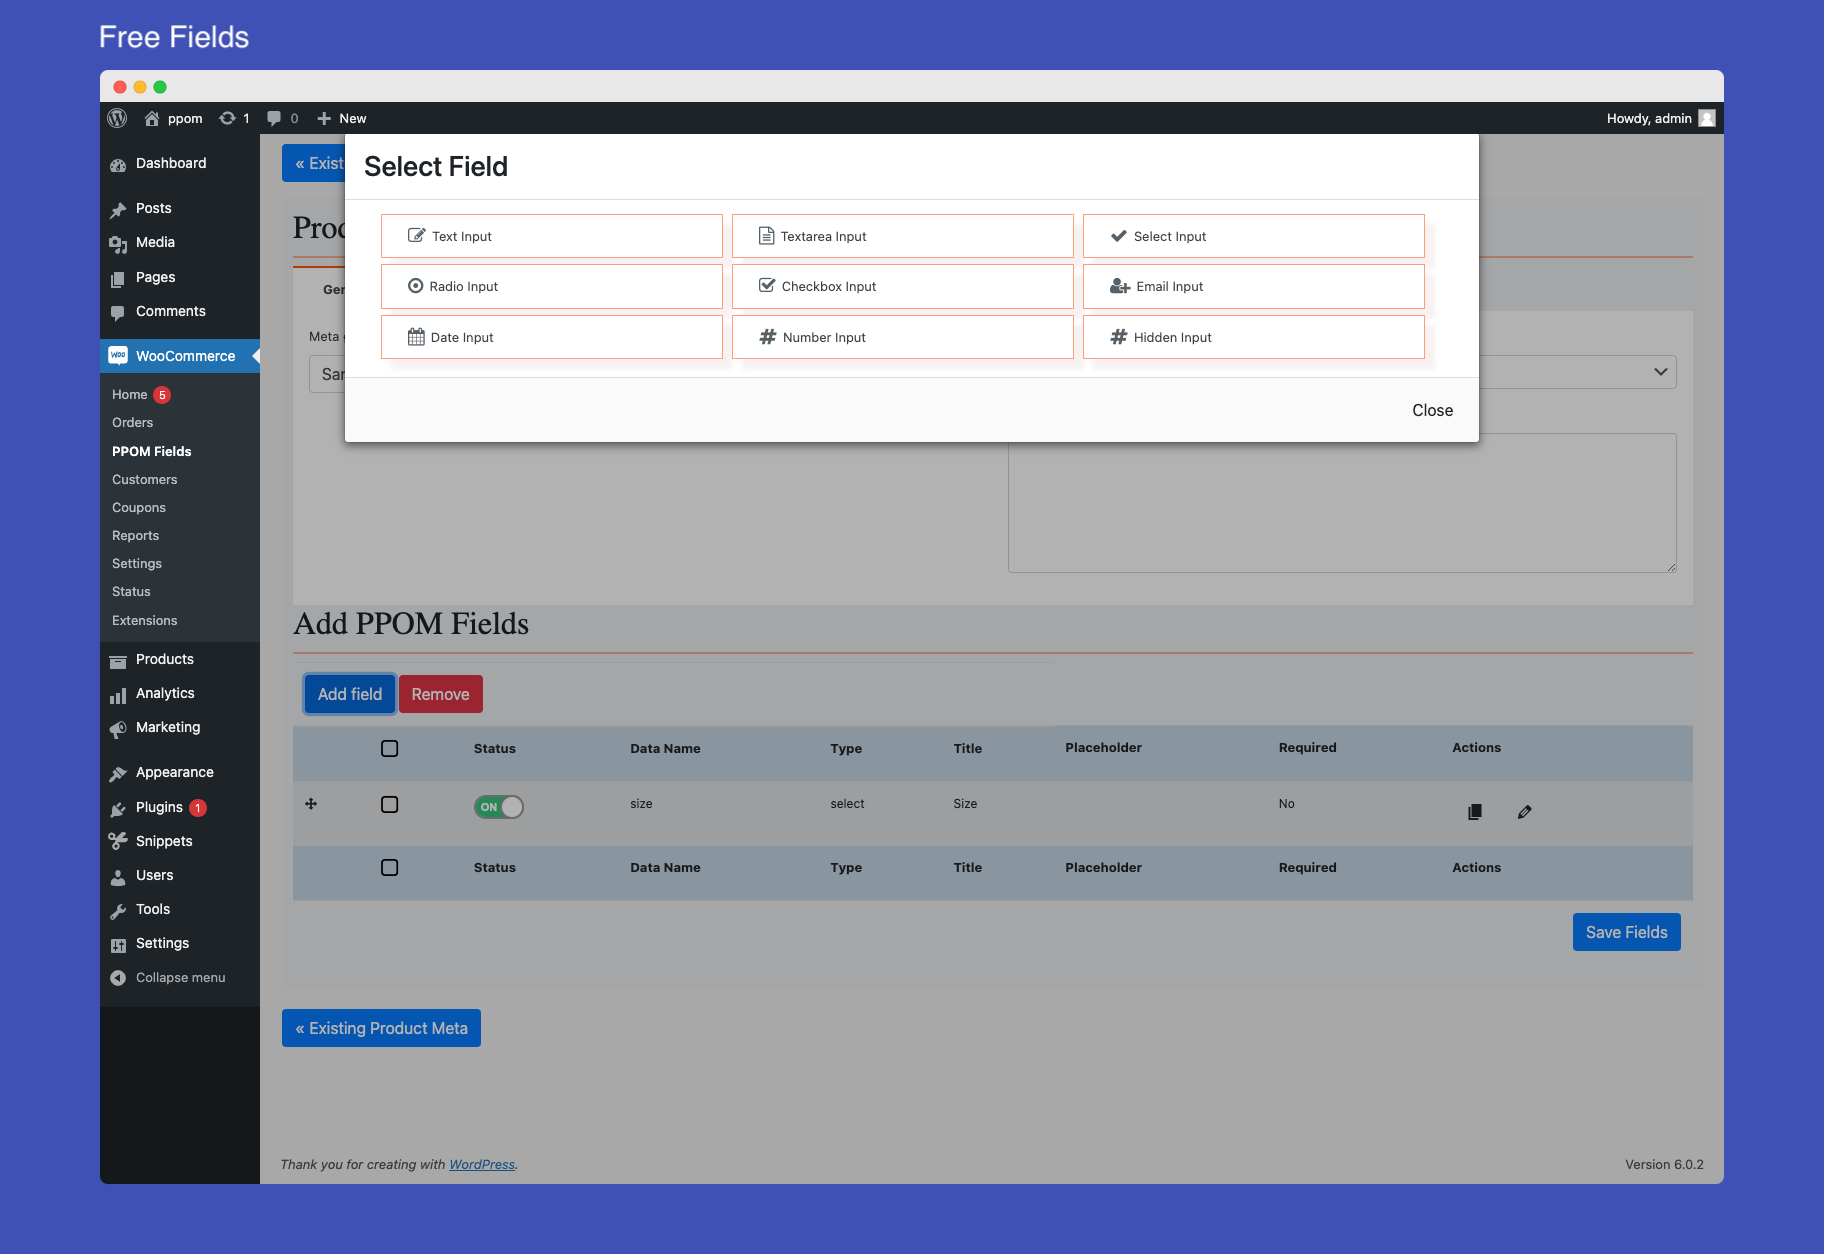 Free Fields
ppom 1 0 New Howdy, admin
Dashboard
Posts
Media
Pages
Comments
WooCommerce
Home 5
Orders
PPOM Fields
Customers
Coupons
Reports
Settings
Status
Extensions
Products
Analytics
Marketing
Appearance
Plugins 1
Snippets
Users
Tools
Settings
Collapse menu
« Exist
Select Field
Text Input Textarea Input Select Input
Radio Input Checkbox Input Email Input
Date Input Number Input Hidden Input
Close
Meta
Add PPOM Fields
Add field Remove
Status Data Name Type Title Placeholder Required Actions
ON size select Size No
Status Data Name Type Title Placeholder Required Actions
Save Fields
« Existing Product Meta
Thank you for creating with WordPress. Version 6.0.2